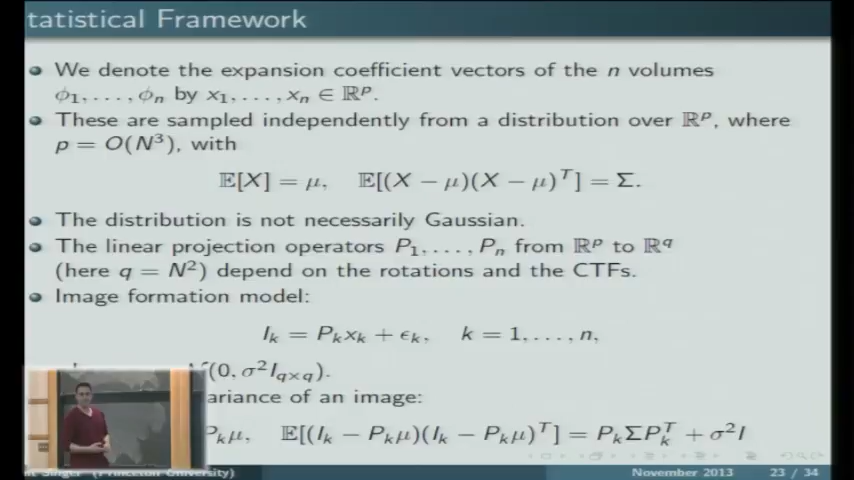 tatistical Framework
We denote the expansion coefficient vectors of the n volumes
ϕ₁, . . . , ϕₙ by x₁, . . . , xₙ ∈ ℝᵖ.
These are sampled independently from a distribution over ℝᵖ, where
p = O(N³), with
𝔼[X] = μ, 𝔼[(X − μ)(X − μ)ᵀ] = Σ.
The distribution is not necessarily Gaussian.
The linear projection operators P₁, . . . , Pₙ from ℝᵖ to ℝ^q
(here q = N²) depend on the rotations and the CTFs.
Image formation model:
Iₖ = Pₖxₖ + ϵₖ, k = 1, . . . , n,
(0, σ²I_{q×q}).
ariance of an image:
Pₖμ, 𝔼[(Iₖ − Pₖμ)(Iₖ − Pₖμ)ᵀ] = PₖΣPₖᵀ + σ²I
Singer (Princeton University) November 2013 23 / 34